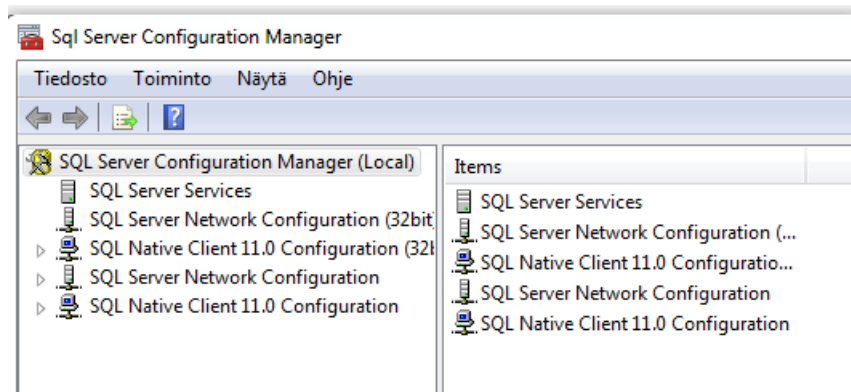 Sql Server Configuration Manager
Tiedosto Toiminto Näytä Ohje
SQL Server Configuration Manager (Local)
SQL Server Services
SQL Server Network Configuration (32bit
SQL Native Client 11.0 Configuration (32b
SQL Server Network Configuration
SQL Native Client 11.0 Configuration
Items
SQL Server Services
SQL Server Network Configuration (...
SQL Native Client 11.0 Configuratio...
SQL Server Network Configuration
SQL Native Client 11.0 Configuration